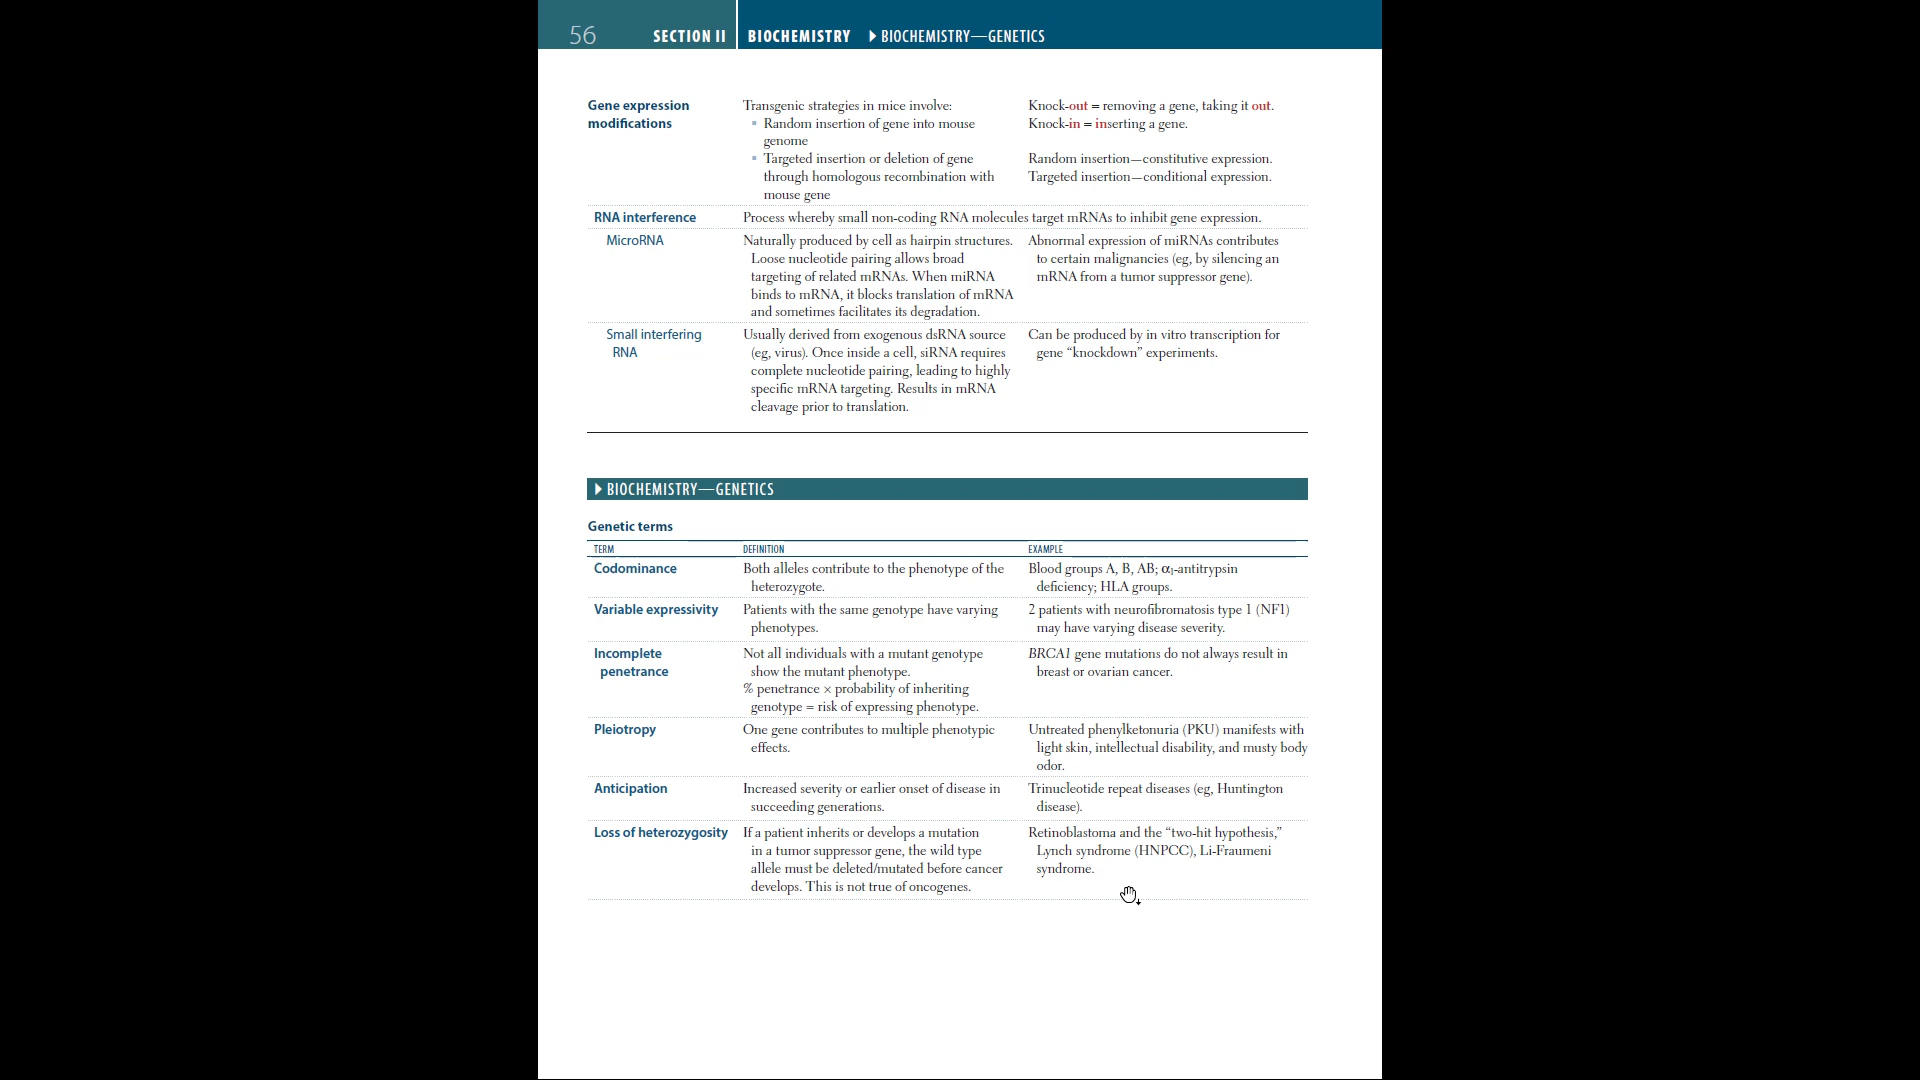 56 SECTION II BIOCHEMISTRY ▶ BIOCHEMISTRY—GENETICS
Gene expression
modifications
Transgenic strategies in mice involve:
▪ Random insertion of gene into mouse
genome
▪ Targeted insertion or deletion of gene
through homologous recombination with
mouse gene
Knock-out = removing a gene, taking it out.
Knock-in = inserting a gene.
Random insertion—constitutive expression.
Targeted insertion—conditional expression.
RNA interference
Process whereby small non-coding RNA molecules target mRNAs to inhibit gene expression.
MicroRNA
Naturally produced by cell as hairpin structures.
Loose nucleotide pairing allows broad
targeting of related mRNAs. When miRNA
binds to mRNA, it blocks translation of mRNA
and sometimes facilitates its degradation.
Abnormal expression of miRNAs contributes
to certain malignancies (eg, by silencing an
mRNA from a tumor suppressor gene).
Small interfering
RNA
Usually derived from exogenous dsRNA source
(eg, virus). Once inside a cell, siRNA requires
complete nucleotide pairing, leading to highly
specific mRNA targeting. Results in mRNA
cleavage prior to translation.
Can be produced by in vitro transcription for
gene “knockdown” experiments.
▶ BIOCHEMISTRY—GENETICS
Genetic terms
TERM DEFINITION EXAMPLE
Codominance
Both alleles contribute to the phenotype of the
heterozygote.
Blood groups A, B, AB; α₁-antitrypsin
deficiency; HLA groups.
Variable expressivity
Patients with the same genotype have varying
phenotypes.
2 patients with neurofibromatosis type 1 (NF1)
may have varying disease severity.
Incomplete
penetrance
Not all individuals with a mutant genotype
show the mutant phenotype.
% penetrance × probability of inheriting
genotype = risk of expressing phenotype.
BRCA1 gene mutations do not always result in
breast or ovarian cancer.
Pleiotropy
One gene contributes to multiple phenotypic
effects.
Untreated phenylketonuria (PKU) manifests with
light skin, intellectual disability, and musty body
odor.
Anticipation
Increased severity or earlier onset of disease in
succeeding generations.
Trinucleotide repeat diseases (eg, Huntington
disease).
Loss of heterozygosity
If a patient inherits or develops a mutation
in a tumor suppressor gene, the wild type
allele must be deleted/mutated before cancer
develops. This is not true of oncogenes.
Retinoblastoma and the “two-hit hypothesis,”
Lynch syndrome (HNPCC), Li-Fraumeni
syndrome.